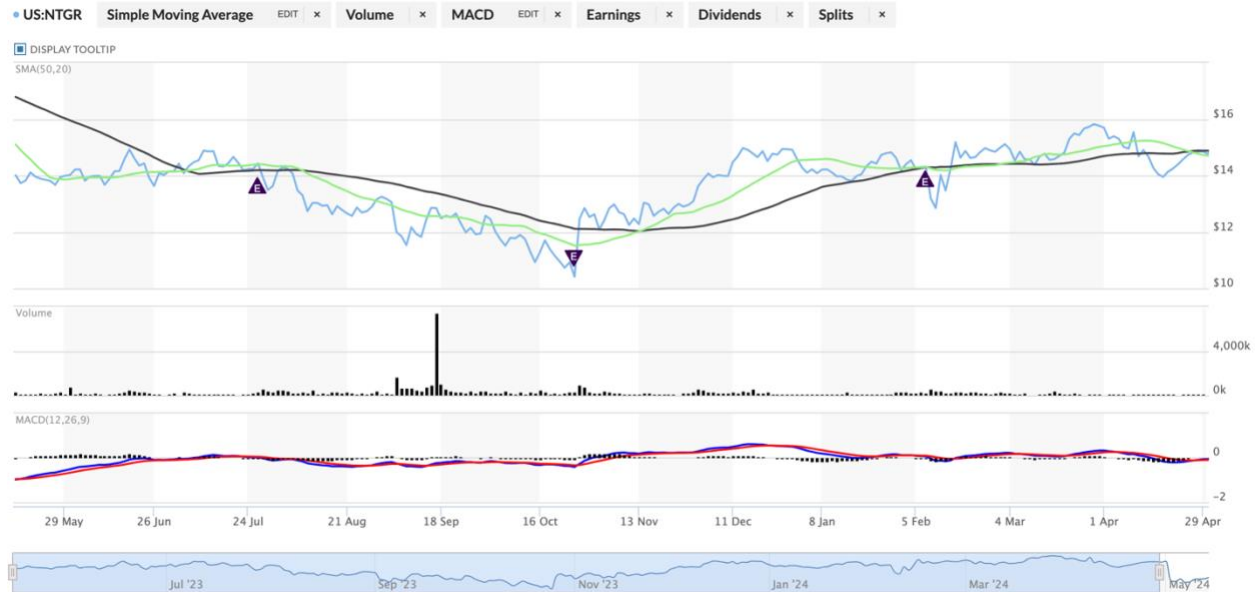 US:NTGR Simple Moving Average EDIT × Volume × MACD EDIT × Earnings × Dividends × Splits ×
DISPLAY TOOLTIP
SMA(50,20)
$16
$14
E
E
$12
E
$10
Volume
4,000k
0k
MACD(12,26,9)
0
-2
29 May 26 Jun 24 Jul 21 Aug 18 Sep 16 Oct 13 Nov 11 Dec 8 Jan 5 Feb 4 Mar 1 Apr 29 Apr
Jul '23 Sep '23 Nov '23 Jan '24 Mar '24 May '24